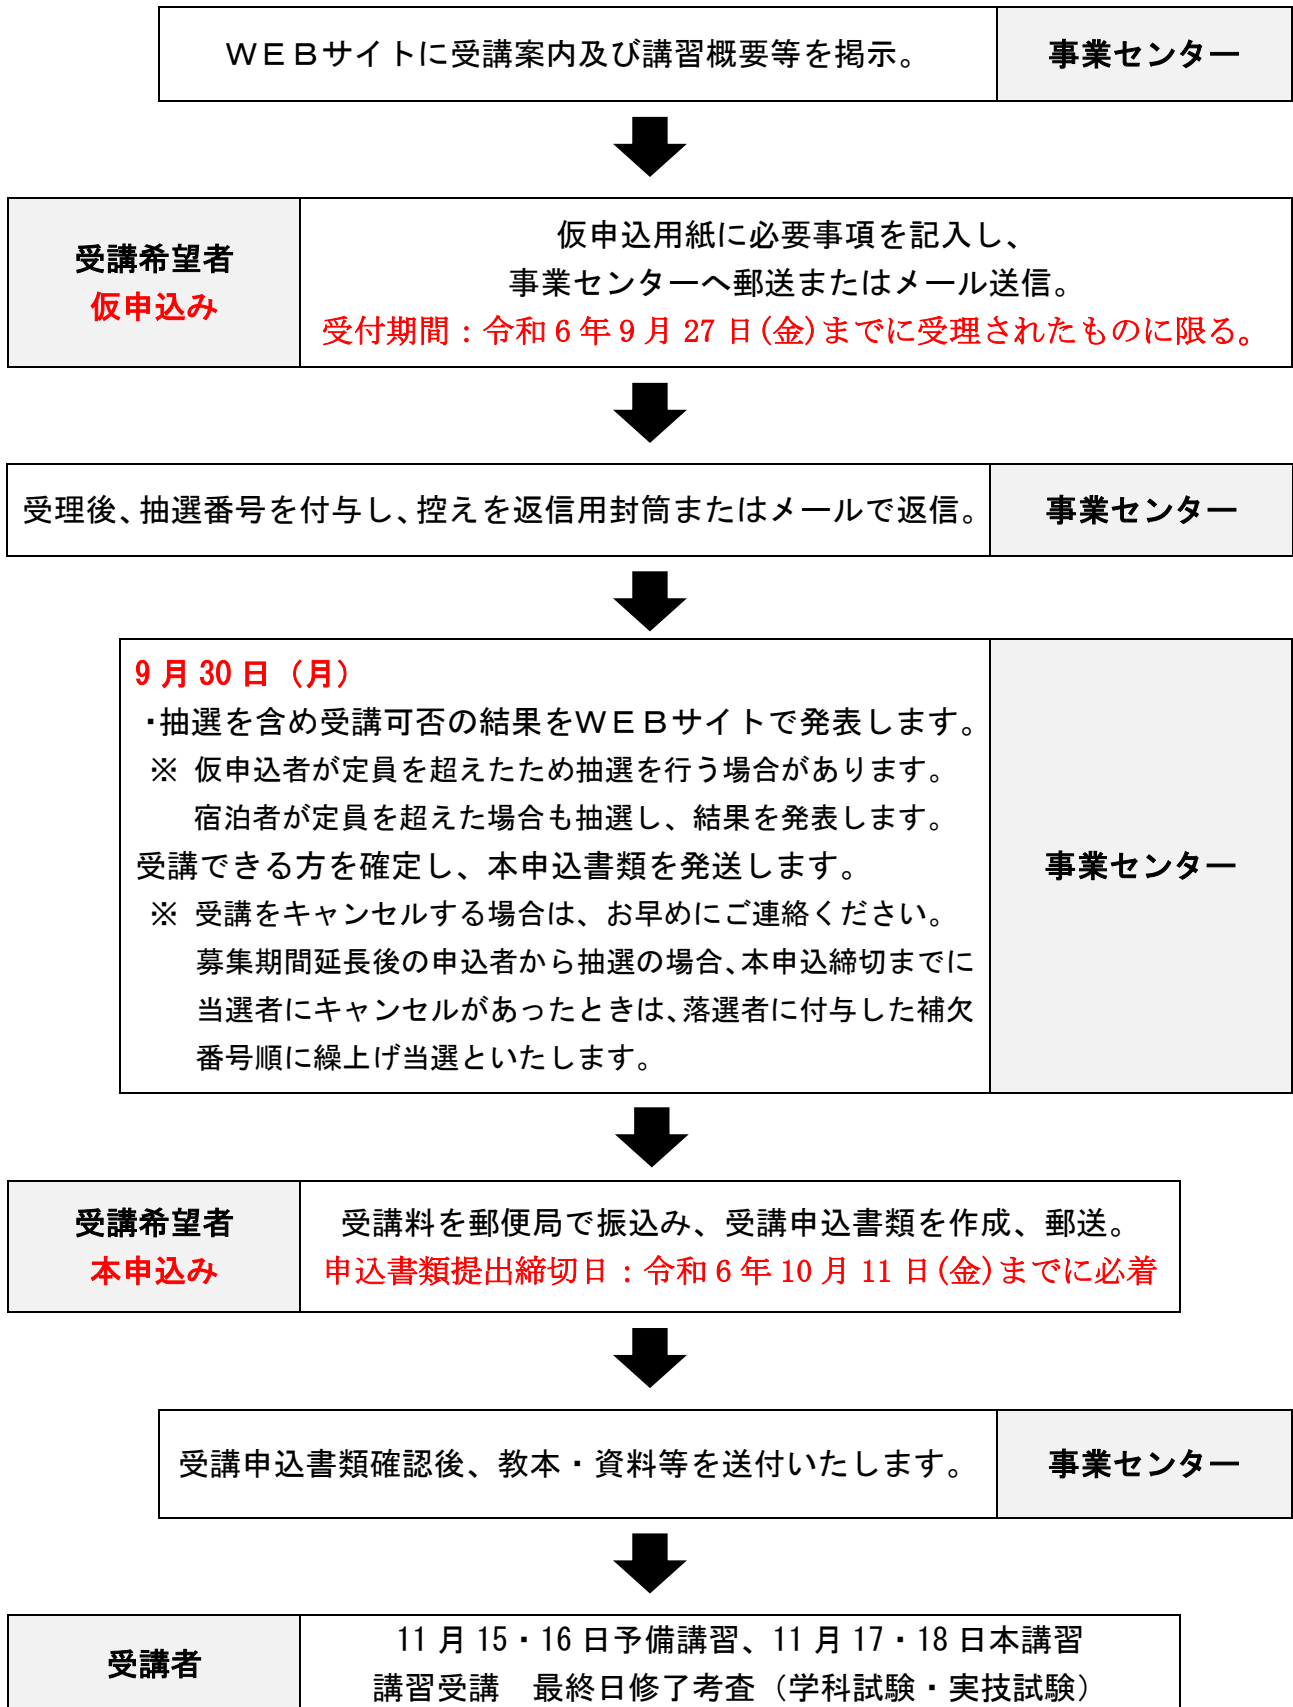 ＷＥＢサイトに受講案内及び講習概要等を掲示。
事業センター
受講希望者
仮申込み
仮申込用紙に必要事項を記入し、
事業センターへ郵送またはメール送信。
受付期間：令和6年9月27日(金)までに受理されたものに限る。
受理後、抽選番号を付与し、控えを返信用封筒またはメールで返信。
事業センター
9月30日（月）
・抽選を含め受講可否の結果をＷＥＢサイトで発表します。
※ 仮申込者が定員を超えたため抽選を行う場合があります。
宿泊者が定員を超えた場合も抽選し、結果を発表します。
受講できる方を確定し、本申込書類を発送します。
※ 受講をキャンセルする場合は、お早めにご連絡ください。
募集期間延長後の申込者から抽選の場合、本申込締切までに
当選者にキャンセルがあったときは、落選者に付与した補欠
番号順に繰上げ当選といたします。
事業センター
受講希望者
本申込み
受講料を郵便局で振込み、受講申込書類を作成、郵送。
申込書類提出締切日：令和6年10月11日(金)までに必着
受講申込書類確認後、教本・資料等を送付いたします。
事業センター
受講者
11月15・16日予備講習、11月17・18日本講習
講習受講　最終日修了考査（学科試験・実技試験）